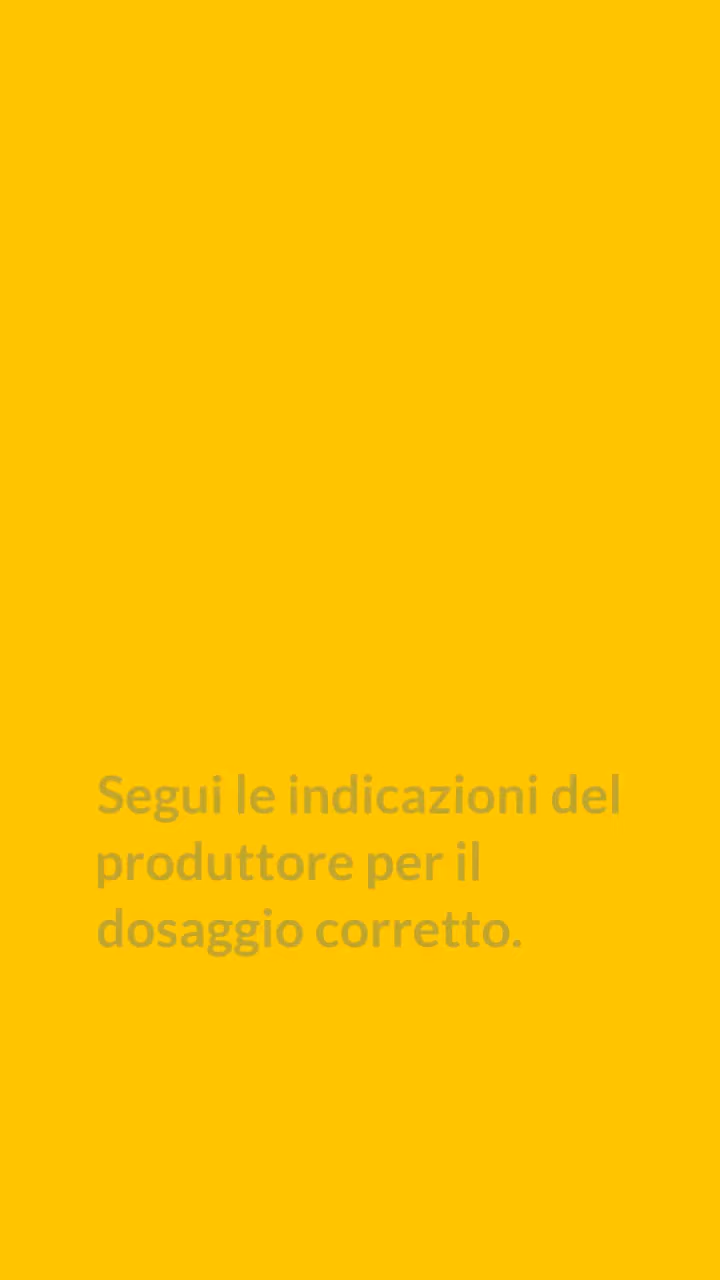 Segui le indicazioni del
produttore per il
dosaggio corretto.